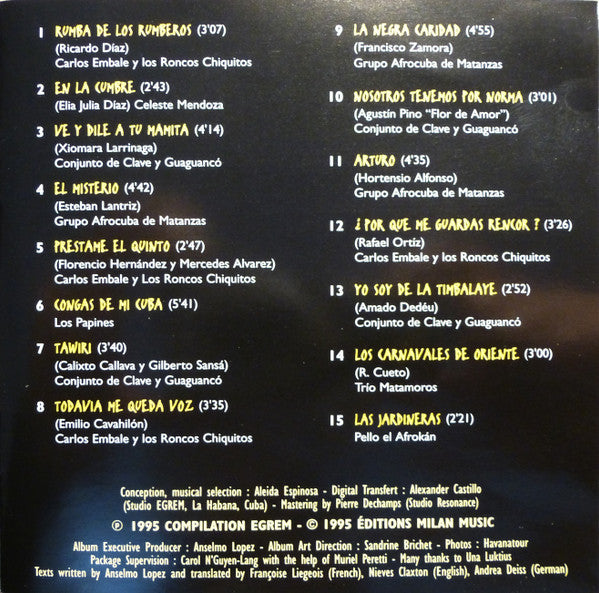 1 RUMBA DE LOS RUMBEROS (3'07)
(Ricardo Díaz)
Carlos Embale y los Roncos Chiquitos
2 EN LA CUMBRE (2'43)
(Elia Julia Díaz) Celeste Mendoza
3 VE Y DILE A TU MAMITA (4'14)
(Xiomara Larrinaga)
Conjunto de Clave y Guaguancó
4 EL MISTERIO (4'42)
(Esteban Lantriz)
Grupo Afrocuba de Matanzas
5 PRESTAME EL QUINTO (2'47)
(Florencio Hernández y Mercedes Alvarez)
Carlos Embale y Los Roncos Chiquitos
6 CONGAS DE MI CUBA (5'41)
Los Papines
7 TAWIRI (3'40)
(Calixto Callava y Gilberto Sansá)
Conjunto de Clave y Guaguancó
8 TODAVIA ME QUEDA VOZ (3'35)
(Emilio Cavahilón)
Carlos Embale y los Roncos Chiquitos
9 LA NEGRA CARIDAD (4'55)
(Francisco Zamora)
Grupo Afrocuba de Matanzas
10 NOSOTROS TENEMOS POR NORMA (3'01)
(Agustín Pino "Flor de Amor")
Conjunto de Clave y Guaguancó
11 ARTURO (4'35)
(Hortensio Alfonso)
Grupo Afrocuba de Matanzas
12 ¿POR QUE ME GUARDAS RENCOR ? (3'26)
(Rafael Ortíz)
Carlos Embale y los Roncos Chiquitos
13 YO SOY DE LA TIMBALAYE (2'52)
(Amado Dedéu)
Conjunto de Clave y Guaguancó
14 LOS CARNAVALES DE ORIENTE (3'00)
(R. Cueto)
Trío Matamoros
15 LAS JARDINERAS (2'21)
Pello el Afrokán
Conception, musical selection : Aleida Espinosa - Digital Transfert : Alexander Castillo
(Studio EGREM, La Habana, Cuba) - Mastering by Pierre Dechamps (Studio Resonance)
℗ 1995 COMPILATION EGREM - © 1995 ÉDITIONS MILAN MUSIC
Album Executive Producer : Anselmo Lopez - Album Art Direction : Sandrine Brichet - Photos : Havanatour
Package Supervision : Carol N'Guyen-Lang with the help of Muriel Peretti - Many thanks to Una Luktius
Texts written by Anselmo Lopez and translated by Françoise Liegeois (French), Nieves Claxton (English), Andrea Deiss (German)